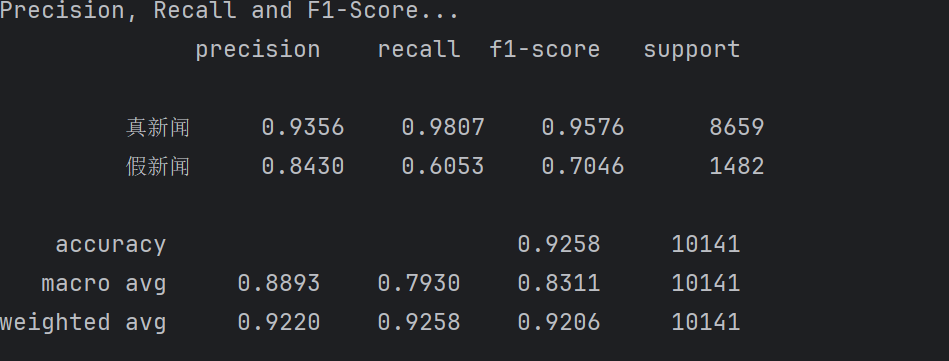 Precision, Recall and F1-Score...
precision recall f1-score support
真新闻 0.9356 0.9807 0.9576 8659
假新闻 0.8430 0.6053 0.7046 1482
accuracy 0.9258 10141
macro avg 0.8893 0.7930 0.8311 10141
weighted avg 0.9220 0.9258 0.9206 10141